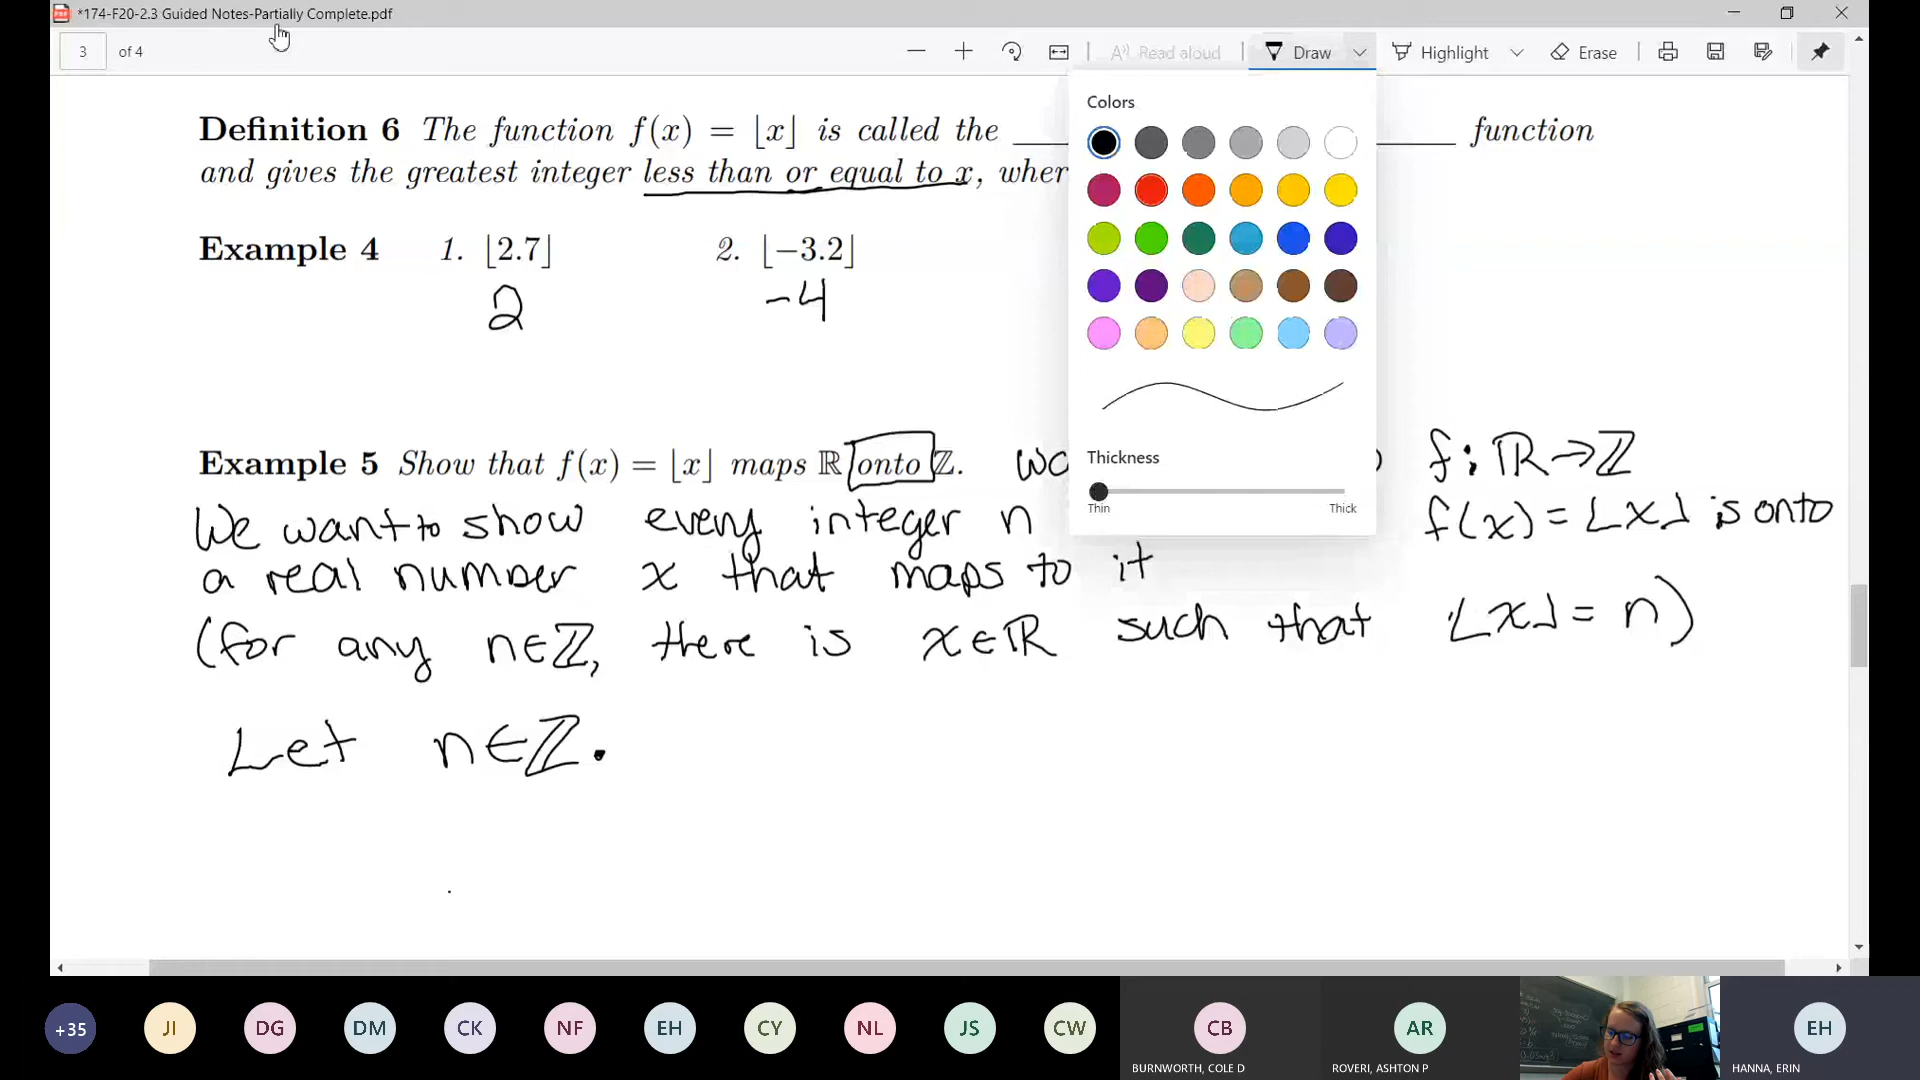 *174-F20-2.3 Guided Notes-Partially Complete.pdf
3 of 4 Read aloud Draw Highlight Erase
Definition 6 The function f(x) = ⌊x⌋ is called the function
and gives the greatest integer less than or equal to x,
Colors
Example 4 1. ⌊2.7⌋ 2. ⌊−3.2⌋
2 -4
Thickness
Thin Thick
Example 5 Show that f(x) = ⌊x⌋ maps ℝ onto ℤ. f: ℝ→ℤ
We want to show every integer n f(x) = ⌊x⌋ is onto
a real number x that maps to it
(for any n∈ℤ, there is x∈ℝ such that ⌊x⌋ = n)
Let n∈ℤ.
+35 JI DG DM CK NF EH CY NL JS CW CB AR EH
BURNWORTH, COLE D ROVERI, ASHTON P HANNA, ERIN